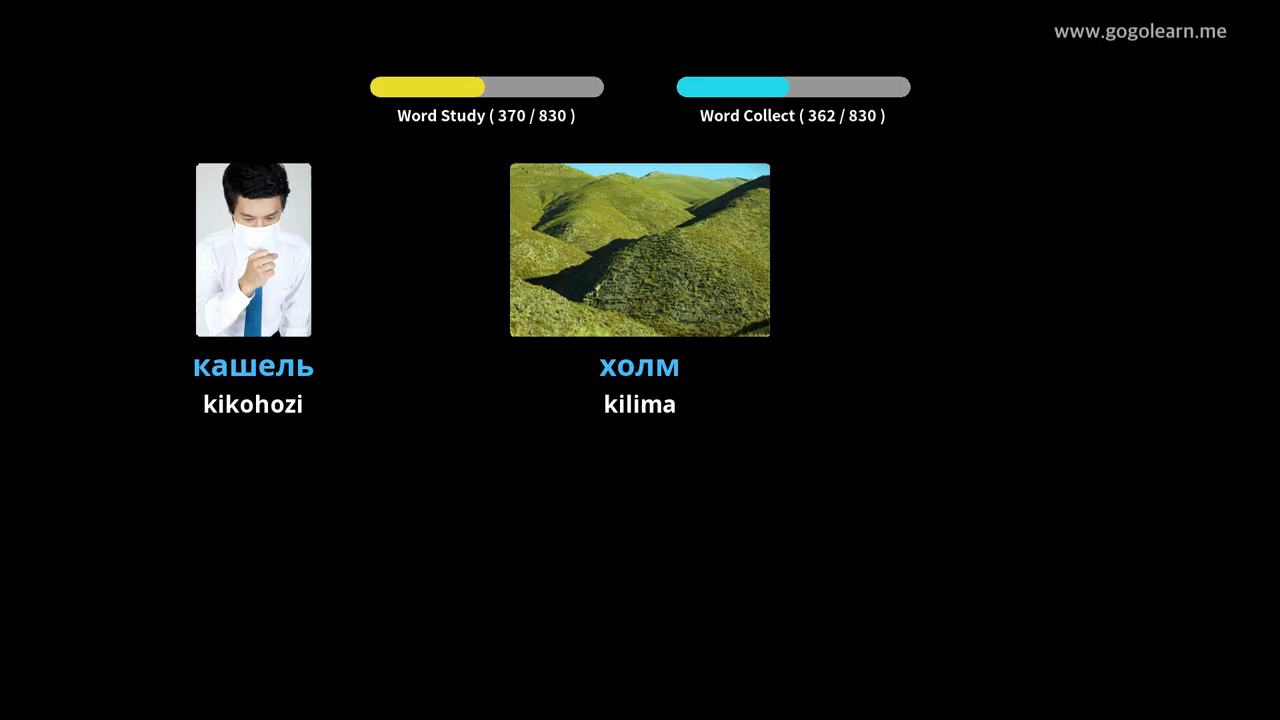 www.gogolearn.me
Word Study ( 370 / 830 )
Word Collect ( 362 / 830 )
кашель
kikohozi
холм
kilima